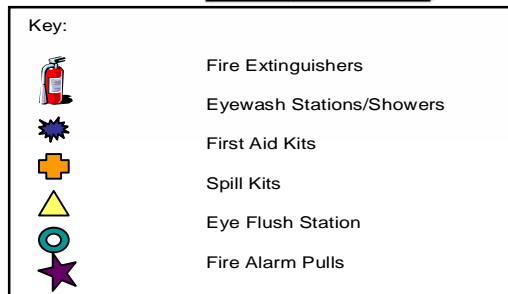 Key:
Fire Extinguishers
Eyewash Stations/Showers
First Aid Kits
Spill Kits
Eye Flush Station
Fire Alarm Pulls